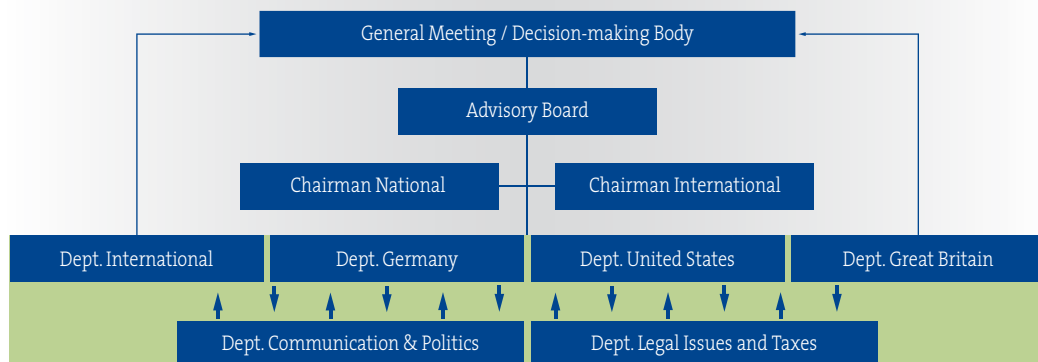 General Meeting / Decision-making Body
Advisory Board
Chairman National
Chairman International
Dept. International
Dept. Germany
Dept. United States
Dept. Great Britain
Dept. Communication & Politics
Dept. Legal Issues and Taxes